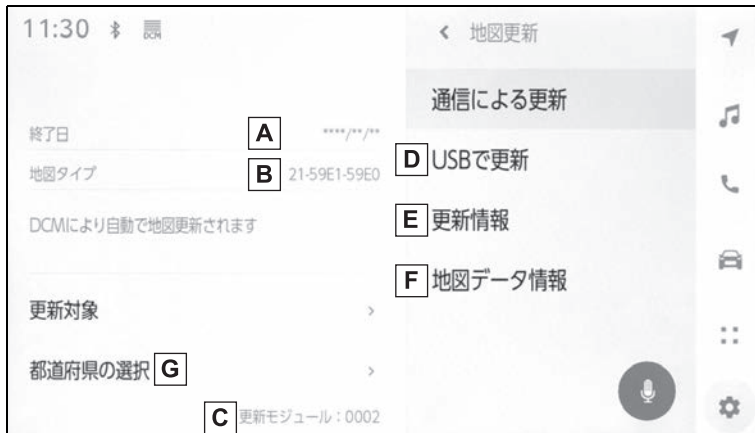 11:30 DCM
終了日 A ****/**/**
地図タイプ B 21-59E1-59E0
DCMにより自動で地図更新されます
更新対象 >
都道府県の選択 G >
C 更新モジュール：0002
< 地図更新
通信による更新
D USBで更新
E 更新情報
F 地図データ情報